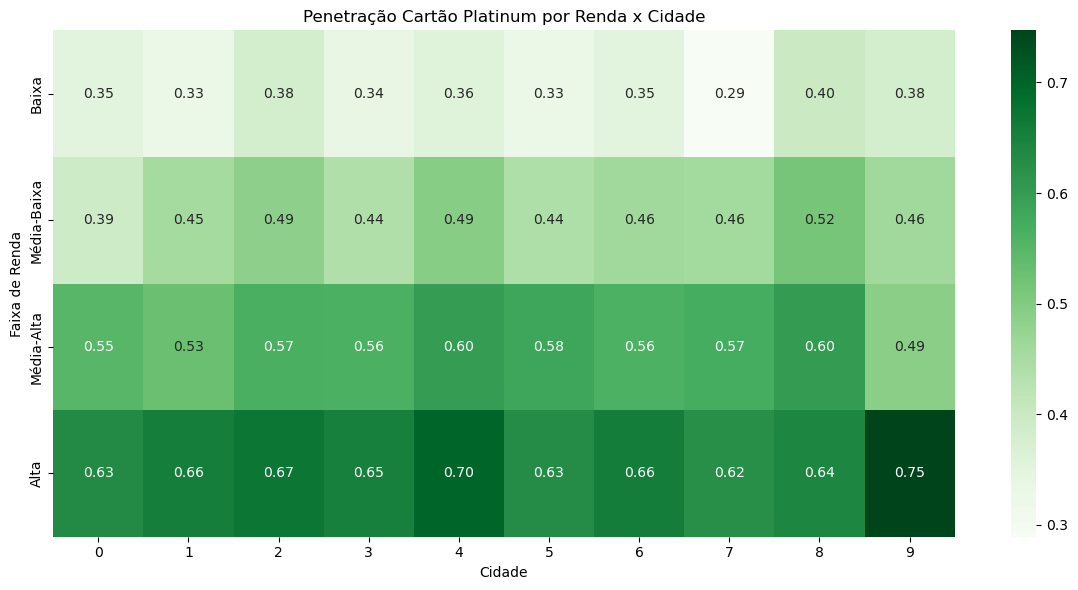 Penetração Cartão Platinum por Renda x Cidade
Faixa de Renda
Baixa
0.35 0.33 0.38 0.34 0.36 0.33 0.35 0.29 0.40 0.38
Média-Baixa
0.39 0.45 0.49 0.44 0.49 0.44 0.46 0.46 0.52 0.46
Média-Alta
0.55 0.53 0.57 0.56 0.60 0.58 0.56 0.57 0.60 0.49
Alta
0.63 0.66 0.67 0.65 0.70 0.63 0.66 0.62 0.64 0.75
0 1 2 3 4 5 6 7 8 9
Cidade
0.7
0.6
0.5
0.4
0.3